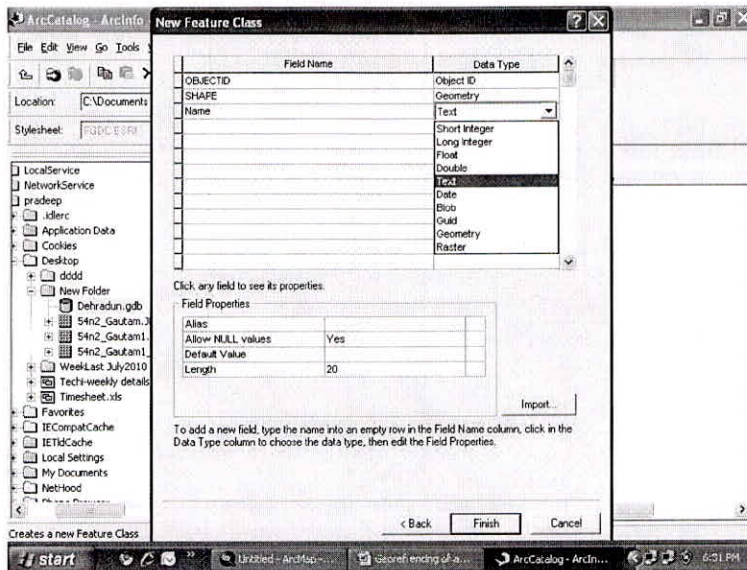 ArcCatalog - ArcInfo
New Feature Class
File Edit View Go Tools
Location: C:\Documents
Stylesheet: FGDC ESRI
LocalService
NetworkService
pradeep
.idlerc
Application Data
Cookies
Desktop
dddd
New Folder
Dehradun.gdb
54n2_Gautam.
54n2_Gautam1.
54n2_Gautam1_
WeekLast July2010
Techi-weekly details
Timesheet.xls
Favorites
IECompatCache
IETldCache
Local Settings
My Documents
NetHood
Creates a new Feature Class
Field Name Data Type
OBJECTID Object ID
SHAPE Geometry
Name Text
Short Integer
Long Integer
Float
Double
Text
Date
Blob
Guid
Geometry
Raster
Click any field to see its properties.
Field Properties
Alias
Allow NULL values Yes
Default Value
Length 20
Import...
To add a new field, type the name into an empty row in the Field Name column, click in the
Data Type column to choose the data type, then edit the Field Properties.
< Back Finish Cancel
start
Untitled - ArcMap -...
Georefrencing of a...
ArcCatalog - ArcIn...
6:31 PM